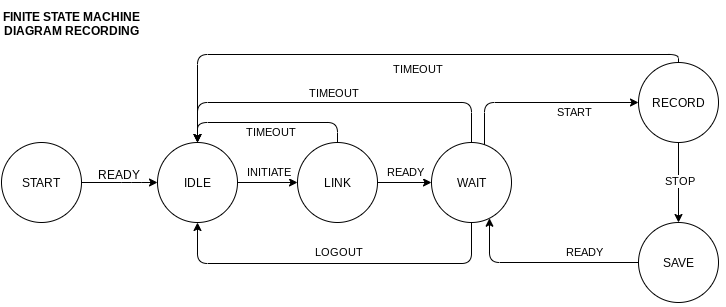 FINITE STATE MACHINE
DIAGRAM RECORDING
TIMEOUT
TIMEOUT
TIMEOUT
START
RECORD
START
READY
IDLE
INITIATE
LINK
READY
WAIT
STOP
LOGOUT
READY
SAVE